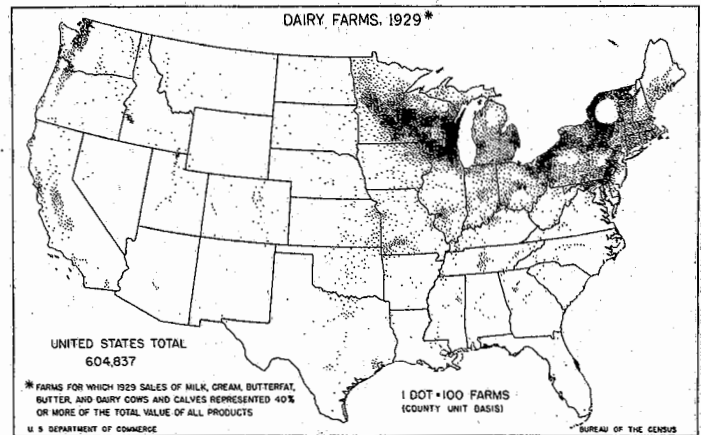 DAIRY FARMS, 1929*
UNITED STATES TOTAL
604,837
* FARMS FOR WHICH 1929 SALES OF MILK, CREAM, BUTTERFAT,
BUTTER, AND DAIRY COWS AND CALVES REPRESENTED 40%
OR MORE OF THE TOTAL VALUE OF ALL PRODUCTS
U S DEPARTMENT OF COMMERCE
1 DOT = 100 FARMS
(COUNTY UNIT BASIS)
BUREAU OF THE CENSUS